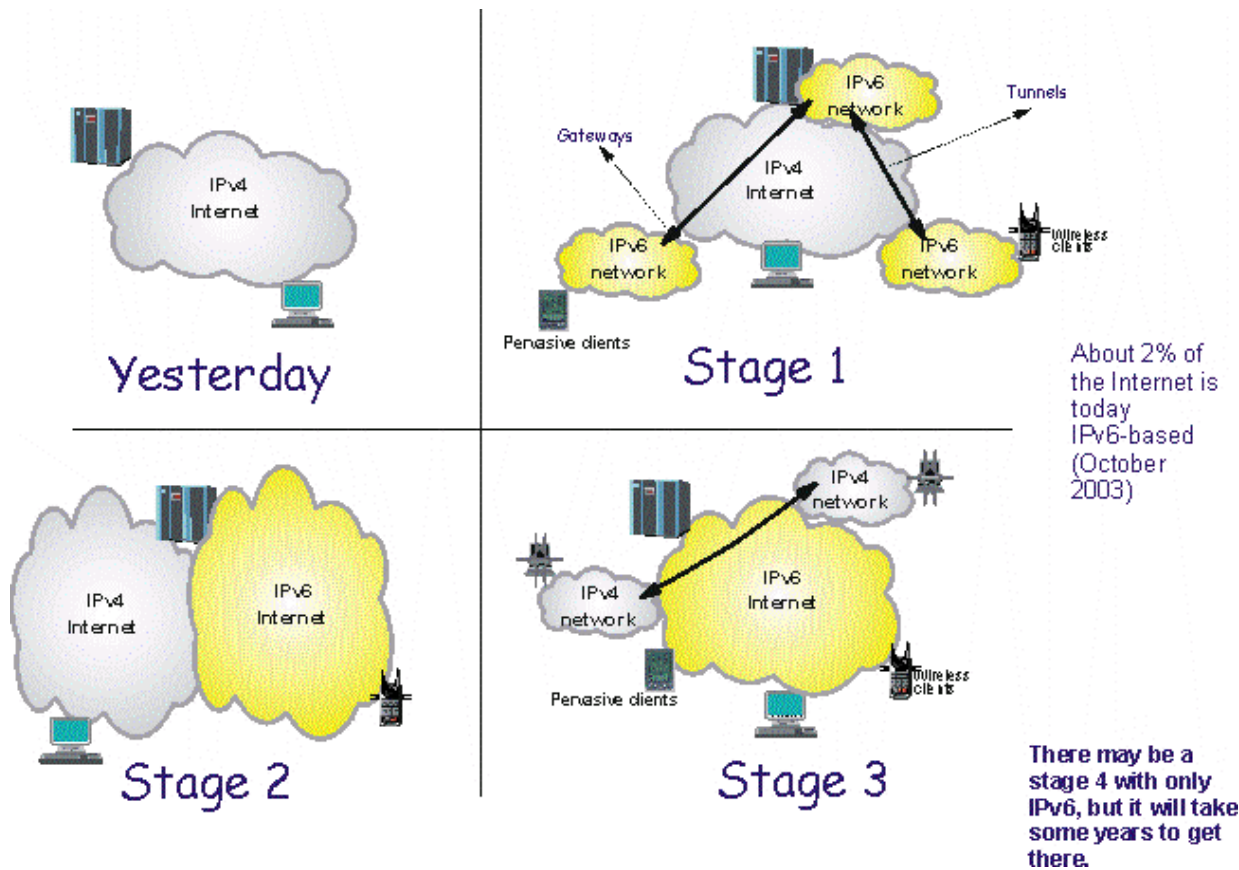 IPv4
Internet
Yesterday
IPv6
network
Tunnels
Gateways
IPv4
Internet
IPv6
network
IPv6
network
Wireless
clients
Pervasive clients
Stage 1
About 2% of
the Internet is
today
IPv6-based
(October
2003)
IPv4
Internet
IPv6
Internet
Stage 2
IPv4
network
IPv4
network
IPv6
Internet
Wireless
clients
Pervasive clients
Stage 3
There may be a
stage 4 with only
IPv6, but it will take
some years to get
there.